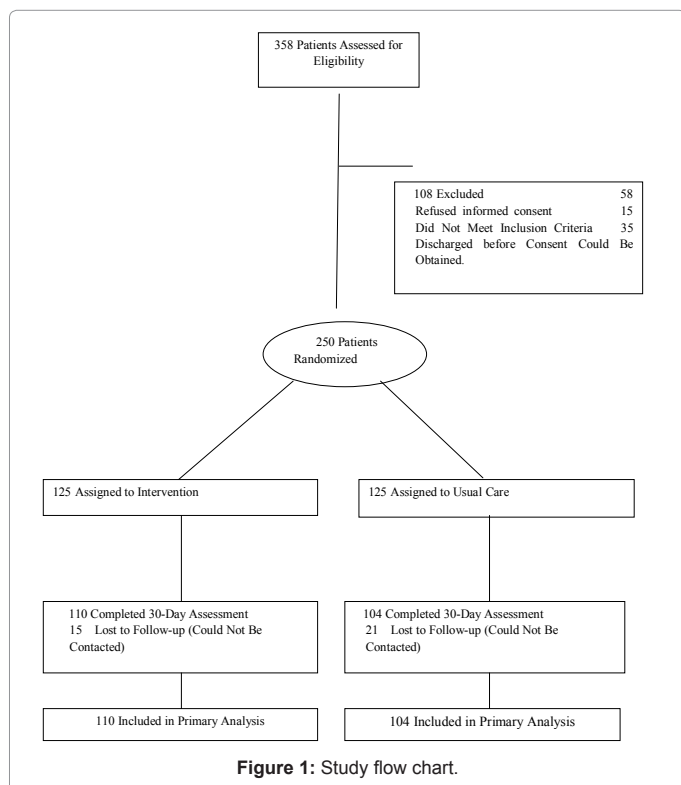 358 Patients Assessed for
Eligibility
108 Excluded 58
Refused informed consent 15
Did Not Meet Inclusion Criteria 35
Discharged before Consent Could Be
Obtained.
250 Patients
Randomized
125 Assigned to Intervention
125 Assigned to Usual Care
110 Completed 30-Day Assessment
15 Lost to Follow-up (Could Not Be
Contacted)
104 Completed 30-Day Assessment
21 Lost to Follow-up (Could Not Be
Contacted)
110 Included in Primary Analysis
104 Included in Primary Analysis
Figure 1: Study flow chart.